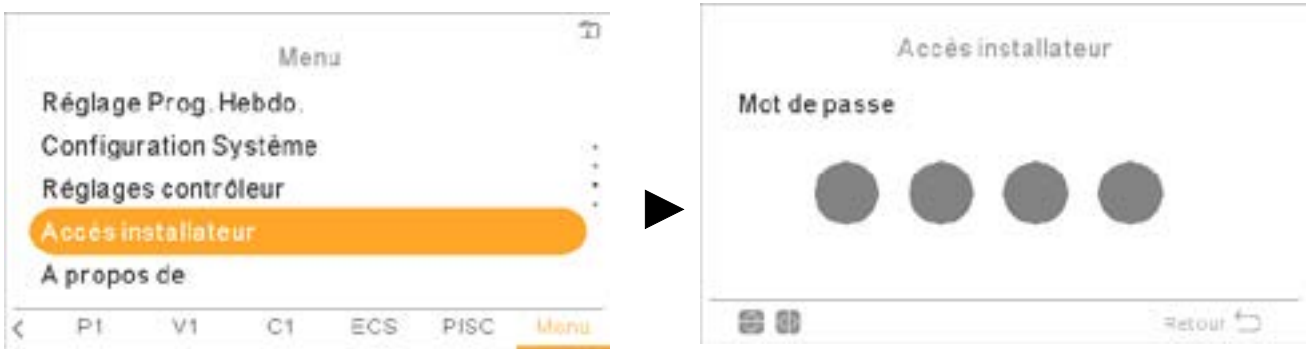 Menu
Réglage Prog. Hebdo.
Configuration Système
Réglages contrôleur
Accés installateur
A propos de
< P1 V1 C1 ECS PISC Menu
Accès installateur
Mot de passe
Retour